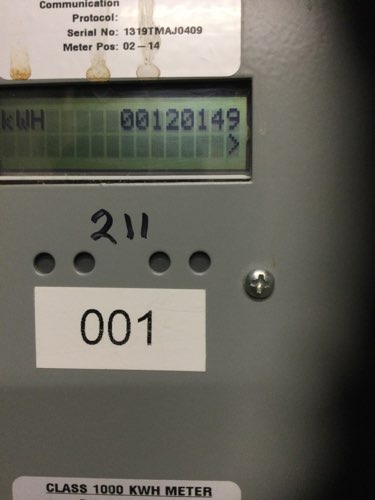 Communication
Protocol:
Serial No: 1319TMAJ0409
Meter Pos: 02 - 14
kWH 00120149
>
211
001
CLASS 1000 KWH METER